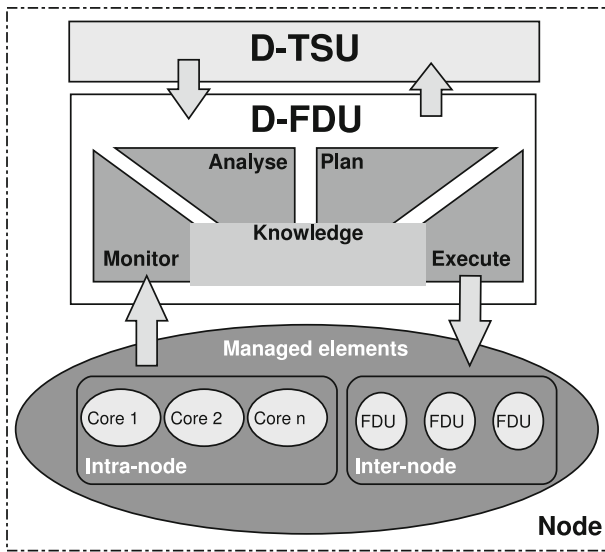 D-TSU
D-FDU
Analyse
Plan
Knowledge
Monitor
Execute
Managed elements
Core 1
Core 2
Core n
FDU
FDU
FDU
Intra-node
Inter-node
Node